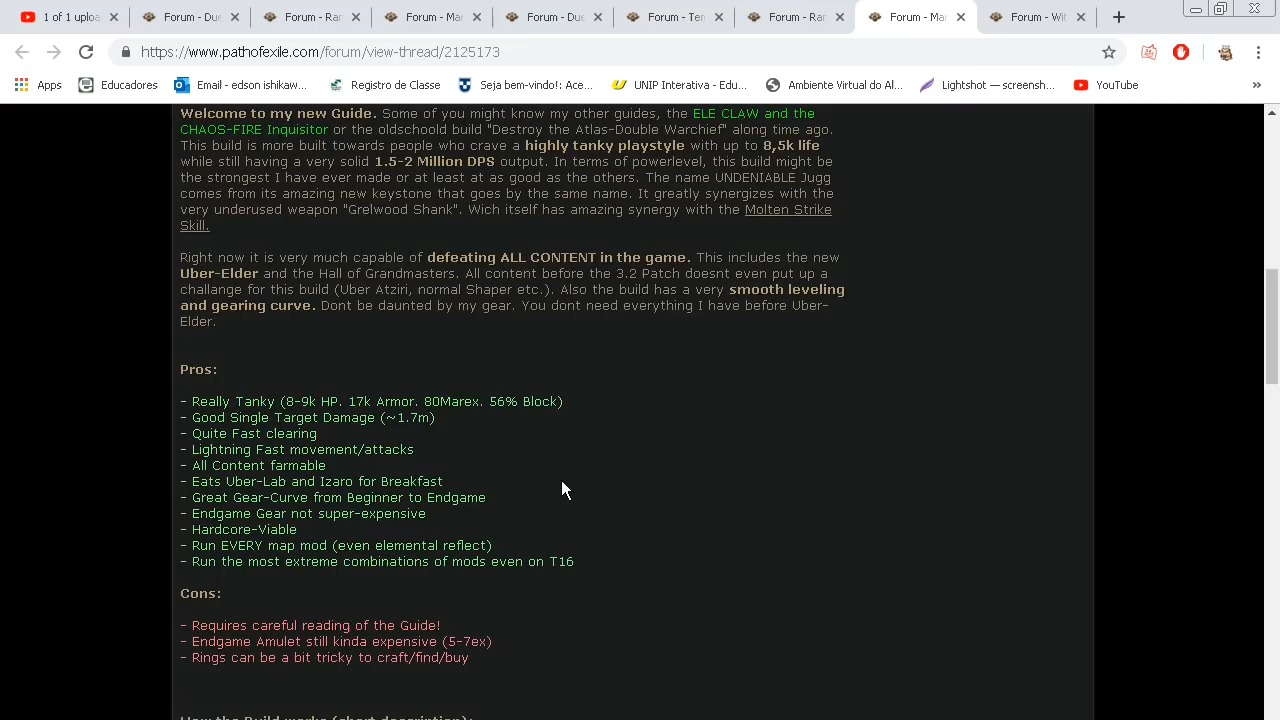 1 of 1 uploa
Forum - Due
Forum - Rar
Forum - Mar
Forum - Due
Forum - Ter
Forum - Rar
Forum - Mar
Forum - Wit
https://www.pathofexile.com/forum/view-thread/2125173
Apps
Educadores
Email - edson ishikaw...
Registro de Classe
Seja bem-vindo!: Ace...
UNIP Interativa - Edu...
Ambiente Virtual do Al...
Lightshot — screensh...
YouTube
»
Welcome to my new Guide. Some of you might know my other guides, the ELE CLAW and the
CHAOS-FIRE Inquisitor or the oldschoold build "Destroy the Atlas-Double Warchief" along time ago.
This build is more built towards people who crave a highly tanky playstyle with up to 8,5k life
while still having a very solid 1.5-2 Million DPS output. In terms of powerlevel, this build might be
the strongest I have ever made or at least at as good as the others. The name UNDENIABLE Jugg
comes from its amazing new keystone that goes by the same name. It greatly synergizes with the
very underused weapon "Grelwood Shank". Wich itself has amazing synergy with the Molten Strike
Skill.
Right now it is very much capable of defeating ALL CONTENT in the game. This includes the new
Uber-Elder and the Hall of Grandmasters. All content before the 3.2 Patch doesnt even put up a
challange for this build (Uber Atziri, normal Shaper etc.). Also the build has a very smooth leveling
and gearing curve. Dont be daunted by my gear. You dont need everything I have before Uber-
Elder.
Pros:
- Really Tanky (8-9k HP. 17k Armor. 80Marex. 56% Block)
- Good Single Target Damage (~1.7m)
- Quite Fast clearing
- Lightning Fast movement/attacks
- All Content farmable
- Eats Uber-Lab and Izaro for Breakfast
- Great Gear-Curve from Beginner to Endgame
- Endgame Gear not super-expensive
- Hardcore-Viable
- Run EVERY map mod (even elemental reflect)
- Run the most extreme combinations of mods even on T16
Cons:
- Requires careful reading of the Guide!
- Endgame Amulet still kinda expensive (5-7ex)
- Rings can be a bit tricky to craft/find/buy
How the Build works (short description):